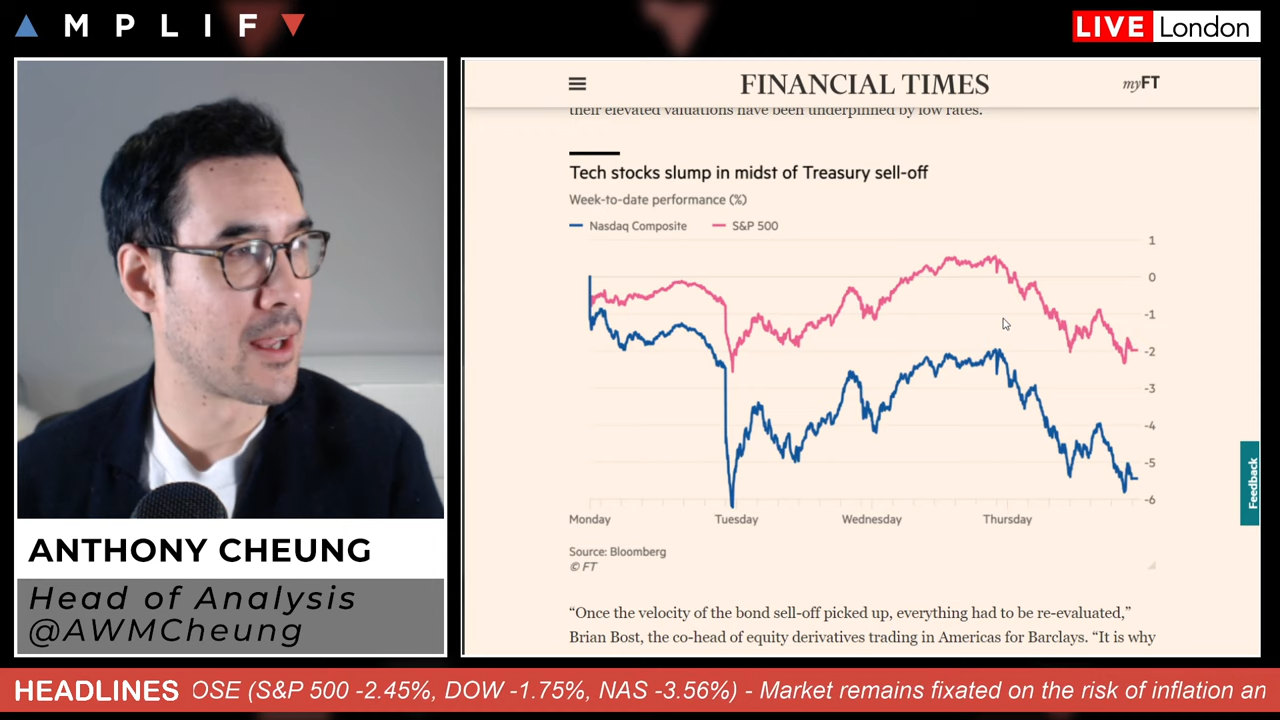 MPLIF
LIVE London
FINANCIAL TIMES
myFT
their elevated valuations have been underpinned by low rates.
Tech stocks slump in midst of Treasury sell-off
Week-to-date performance (%)
Nasdaq Composite S&P 500
1
0
-1
-2
-3
-4
-5
-6
Monday Tuesday Wednesday Thursday
Source: Bloomberg
© FT
Feedback
“Once the velocity of the bond sell-off picked up, everything had to be re-evaluated,”
Brian Bost, the co-head of equity derivatives trading in Americas for Barclays. “It is why
ANTHONY CHEUNG
Head of Analysis
@AWMCheung
HEADLINES OSE (S&P 500 -2.45%, DOW -1.75%, NAS -3.56%) - Market remains fixated on the risk of inflation an